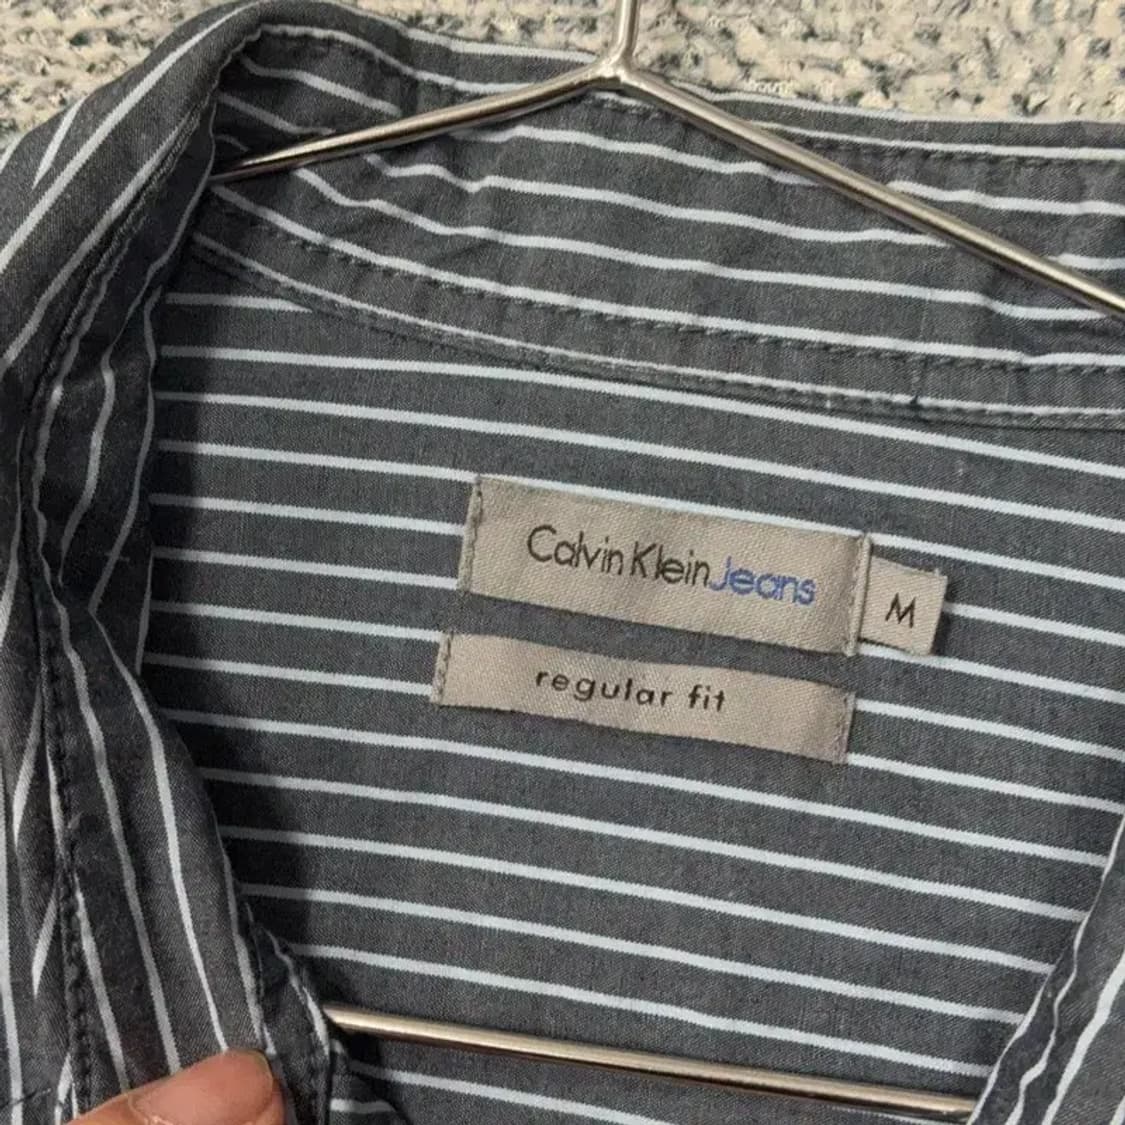 Calvin Klein Jeans
M
regular fit